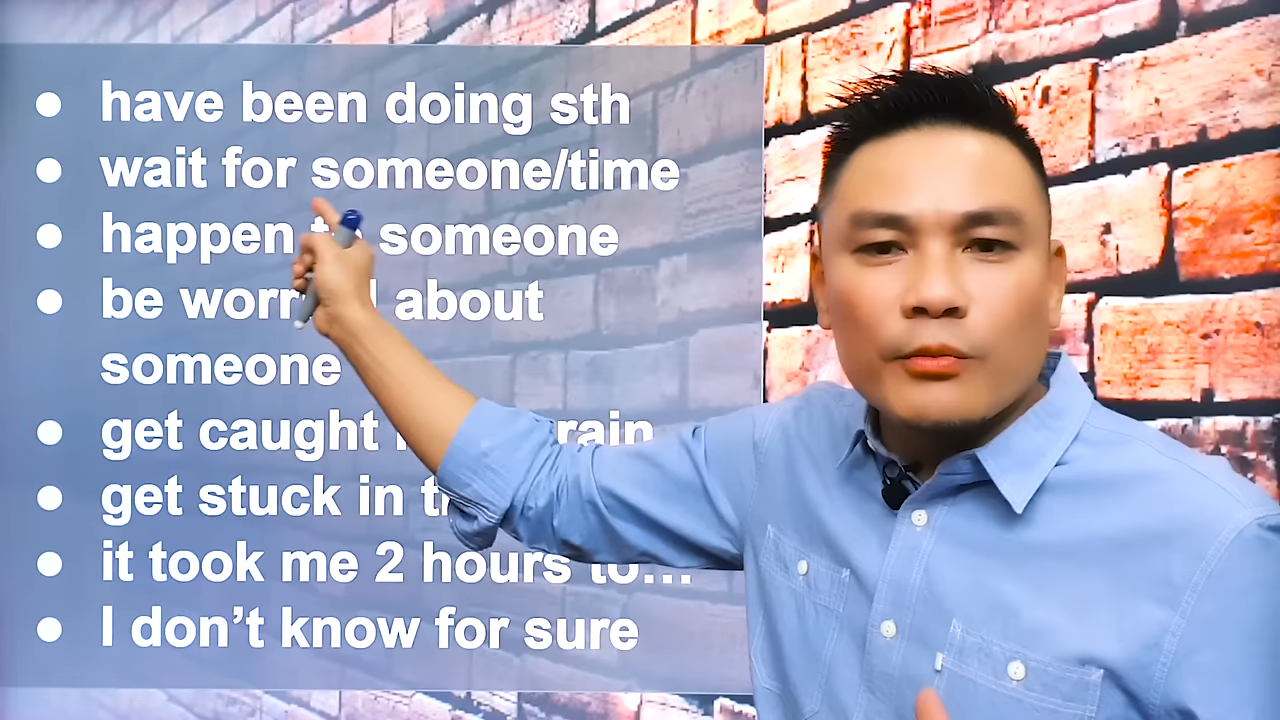 ● have been doing sth
● wait for someone/time
● happen someone
● be about
someone
● get caught rain
● get stuck in
● it took me 2 hours to...
● I don’t know for sure